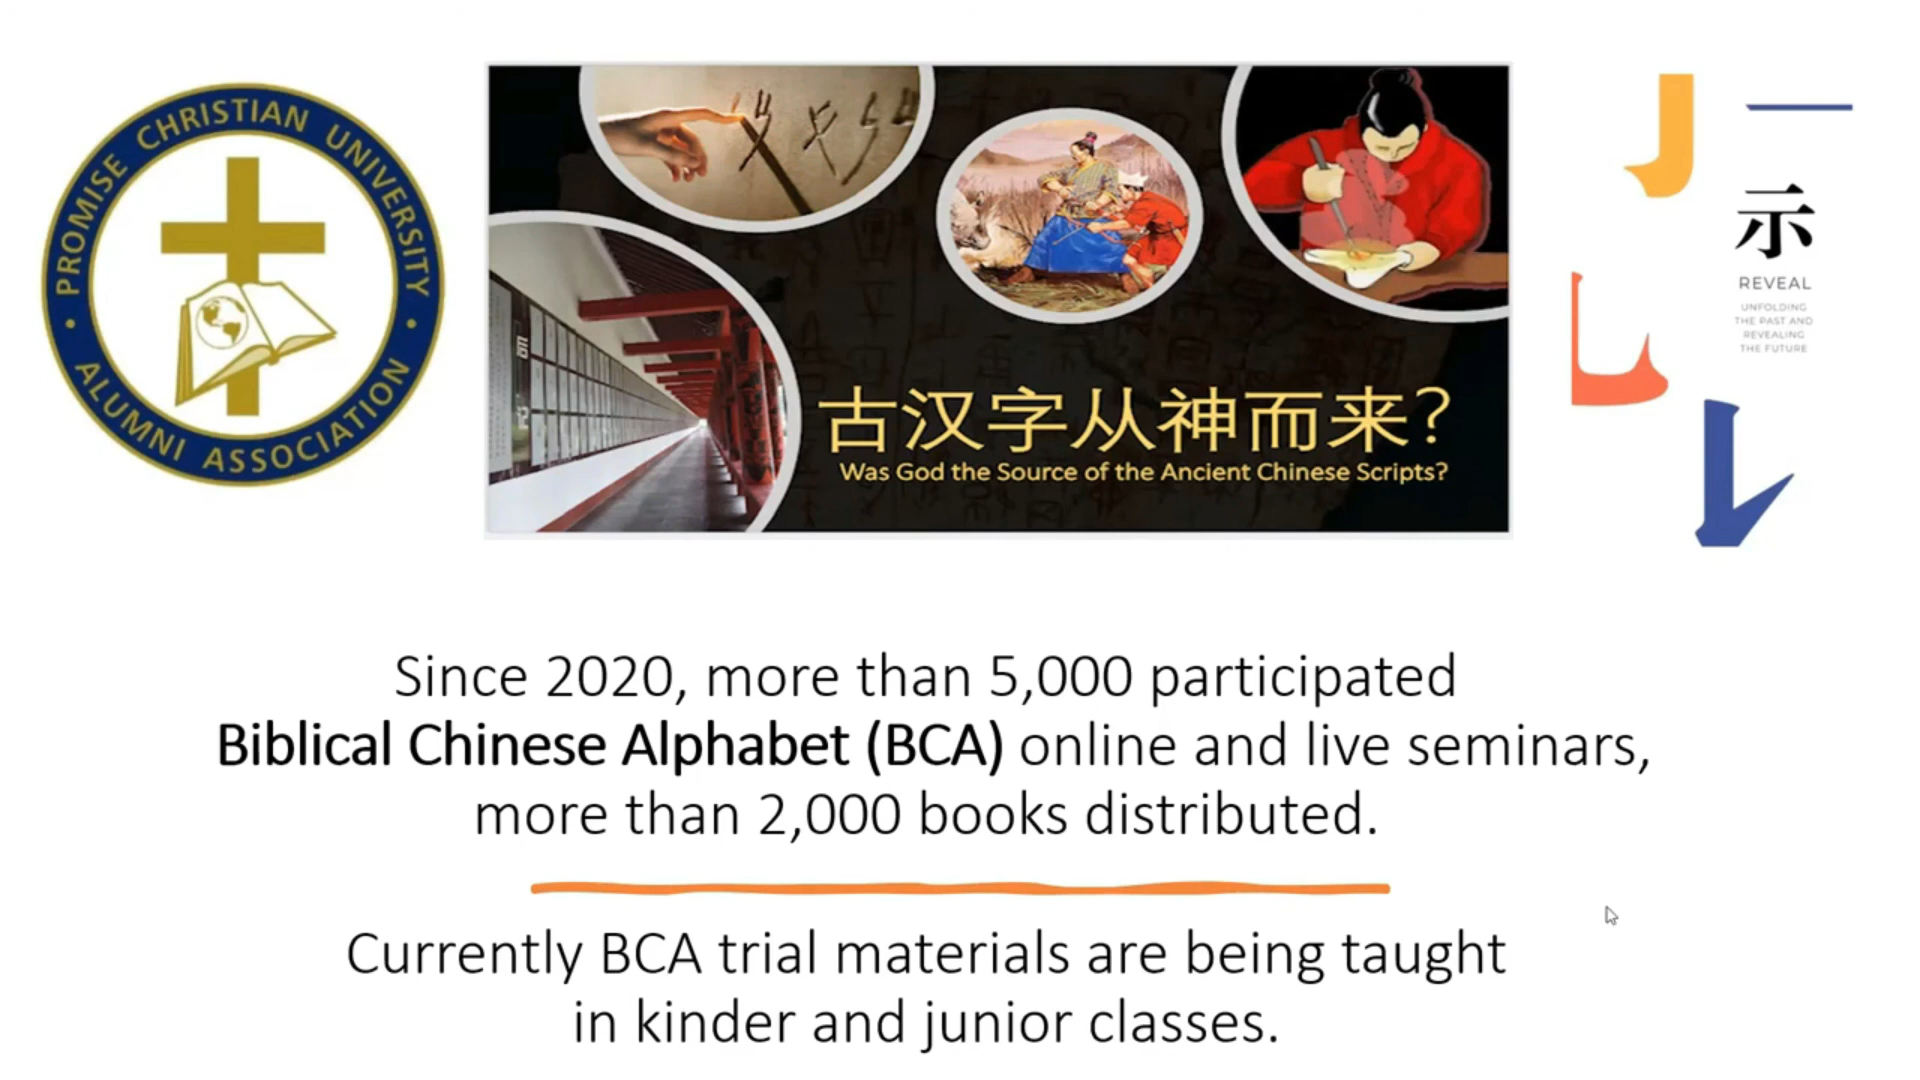 PROMISE CHRISTIAN UNIVERSITY
ALUMNI ASSOCIATION
古汉字从神而来?
Was God the Source of the Ancient Chinese Scripts?
示
REVEAL
UNFOLDING
THE PAST AND
REVEALING
THE FUTURE
Since 2020, more than 5,000 participated
Biblical Chinese Alphabet (BCA) online and live seminars,
more than 2,000 books distributed.
Currently BCA trial materials are being taught
in kinder and junior classes.